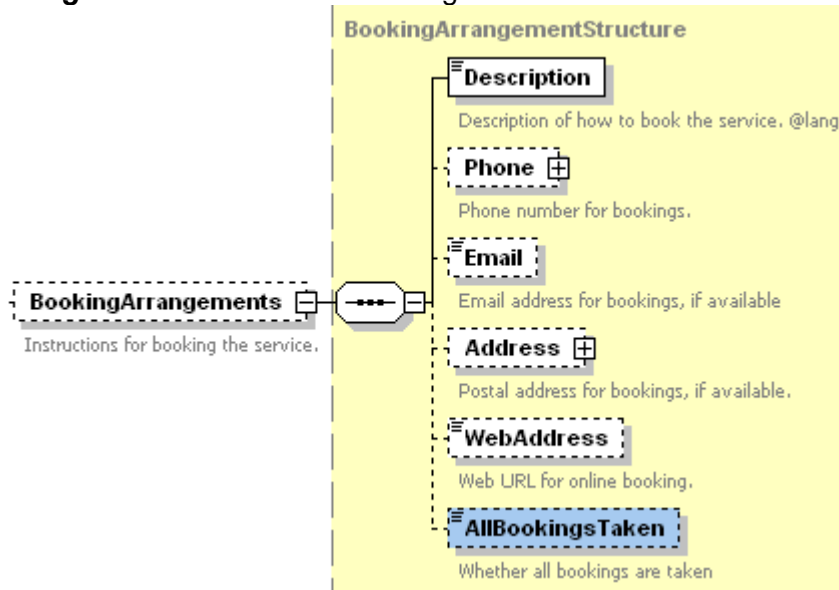 BookingArrangementStructure
Description
Description of how to book the service. @lang
Phone
Phone number for bookings.
Email
Email address for bookings, if available
BookingArrangements
Instructions for booking the service.
Address
Postal address for bookings, if available.
WebAddress
Web URL for online booking.
AllBookingsTaken
Whether all bookings are taken